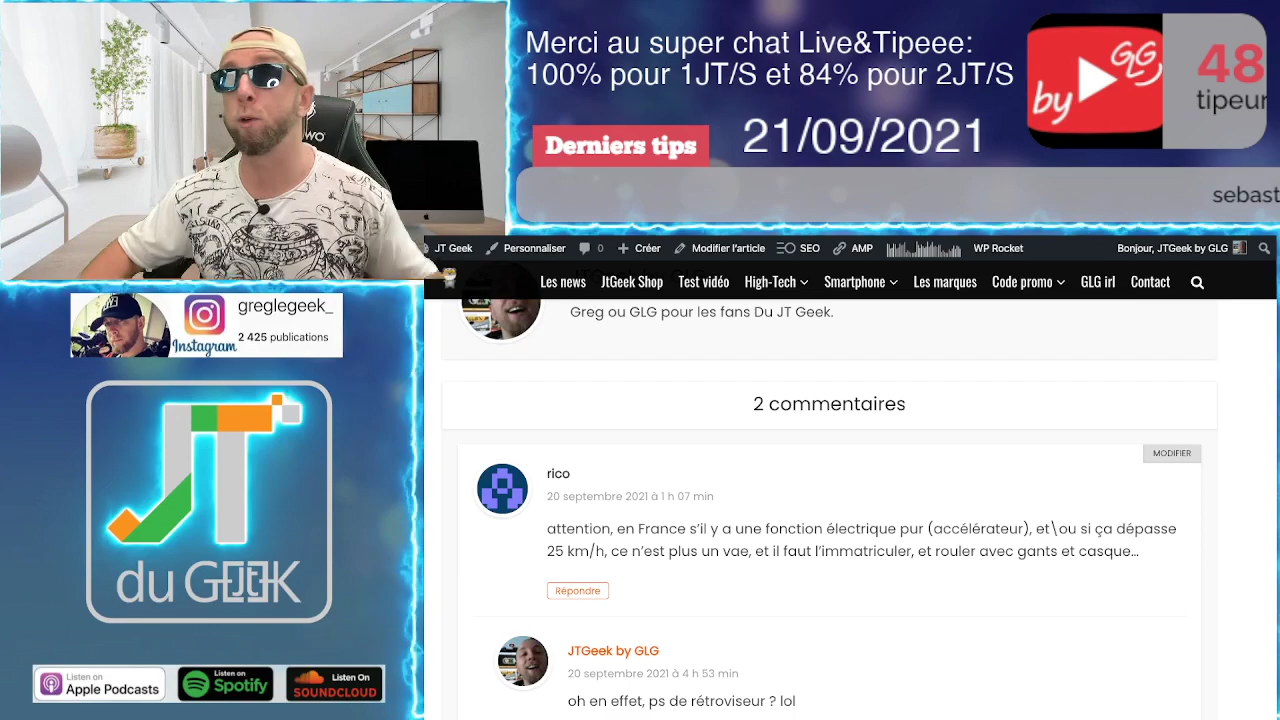 Merci au super chat Live&Tipeee:
100% pour 1JT/S et 84% pour 2JT/S
Derniers tips
21/09/2021
by
GLG
48
tipeur
sebast
JT Geek
Personnaliser
0
Créer
Modifier l'article
SEO
AMP
WP Rocket
Bonjour, JTGeek by GLG
Les news
JtGeek Shop
Test vidéo
High-Tech
Smartphone
Les marques
Code promo
GLG irl
Contact
Greg ou GLG pour les fans Du JT Geek.
2 commentaires
MODIFIER
rico
20 septembre 2021 à 1 h 07 min
attention, en France s'il y a une fonction électrique pur (accélérateur), et\ou si ça dépasse
25 km/h, ce n'est plus un vae, et il faut l'immatriculer, et rouler avec gants et casque…
Répondre
JTGeek by GLG
20 septembre 2021 à 4 h 53 min
oh en effet, ps de rétroviseur ? lol
greglegeek_
Instagram
2 425 publications
JT
du GEEK
Listen on
Apple Podcasts
Listen on
Spotify
Listen On
SOUNDCLOUD